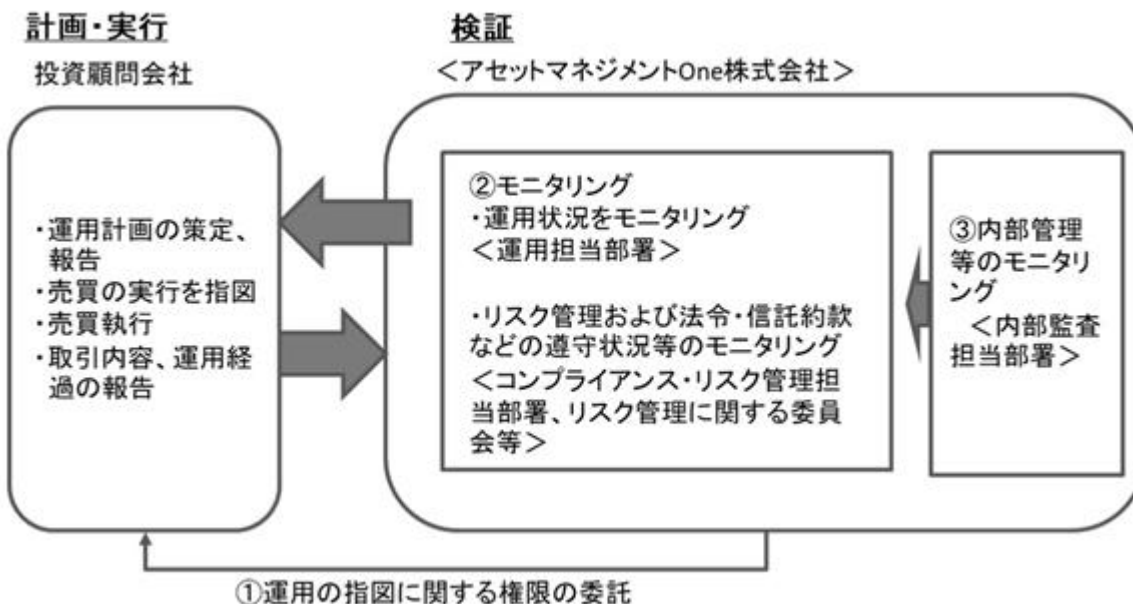 計画・実行
投資顧問会社
・運用計画の策定、
報告
・売買の実行を指図
・売買執行
・取引内容、運用経
過の報告
検証
＜アセットマネジメントOne株式会社＞
②モニタリング
・運用状況をモニタリング
＜運用担当部署＞
・リスク管理および法令・信託約款
などの遵守状況等のモニタリング
＜コンプライアンス・リスク管理担
当部署、リスク管理に関する委員
会等＞
③内部管理
等のモニタリ
ング
＜内部監査
担当部署＞
①運用の指図に関する権限の委託